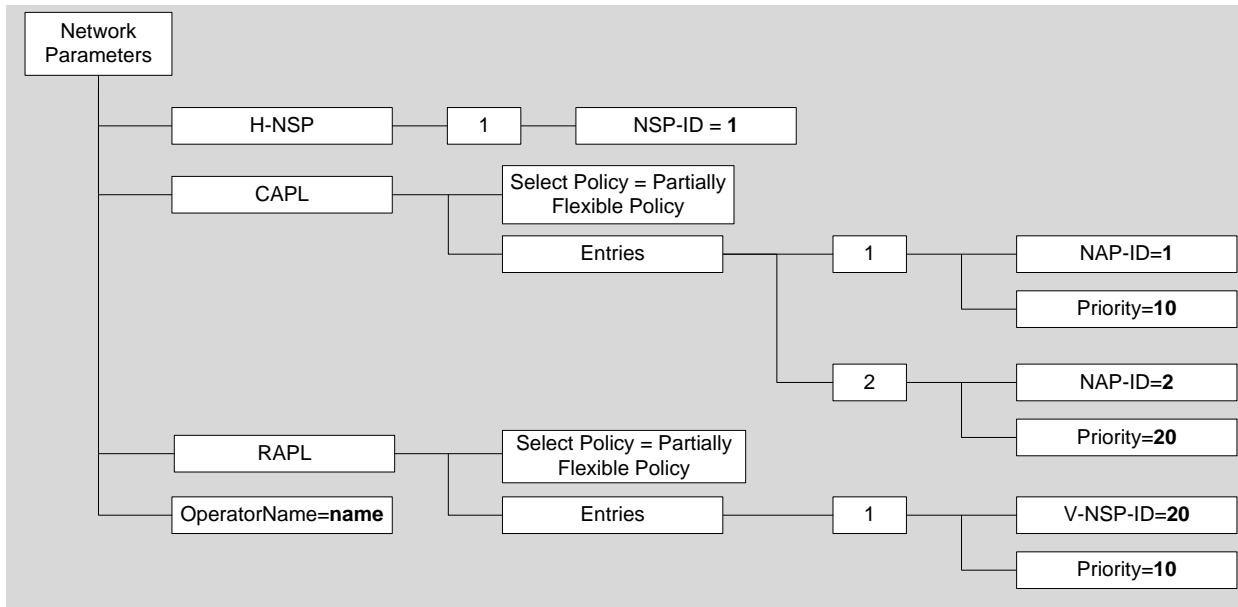 Network
Parameters
H-NSP
1
NSP-ID = 1
CAPL
Select Policy = Partially
Flexible Policy
Entries
1
NAP-ID=1
Priority=10
2
NAP-ID=2
Priority=20
RAPL
Select Policy = Partially
Flexible Policy
OperatorName=name
Entries
1
V-NSP-ID=20
Priority=10